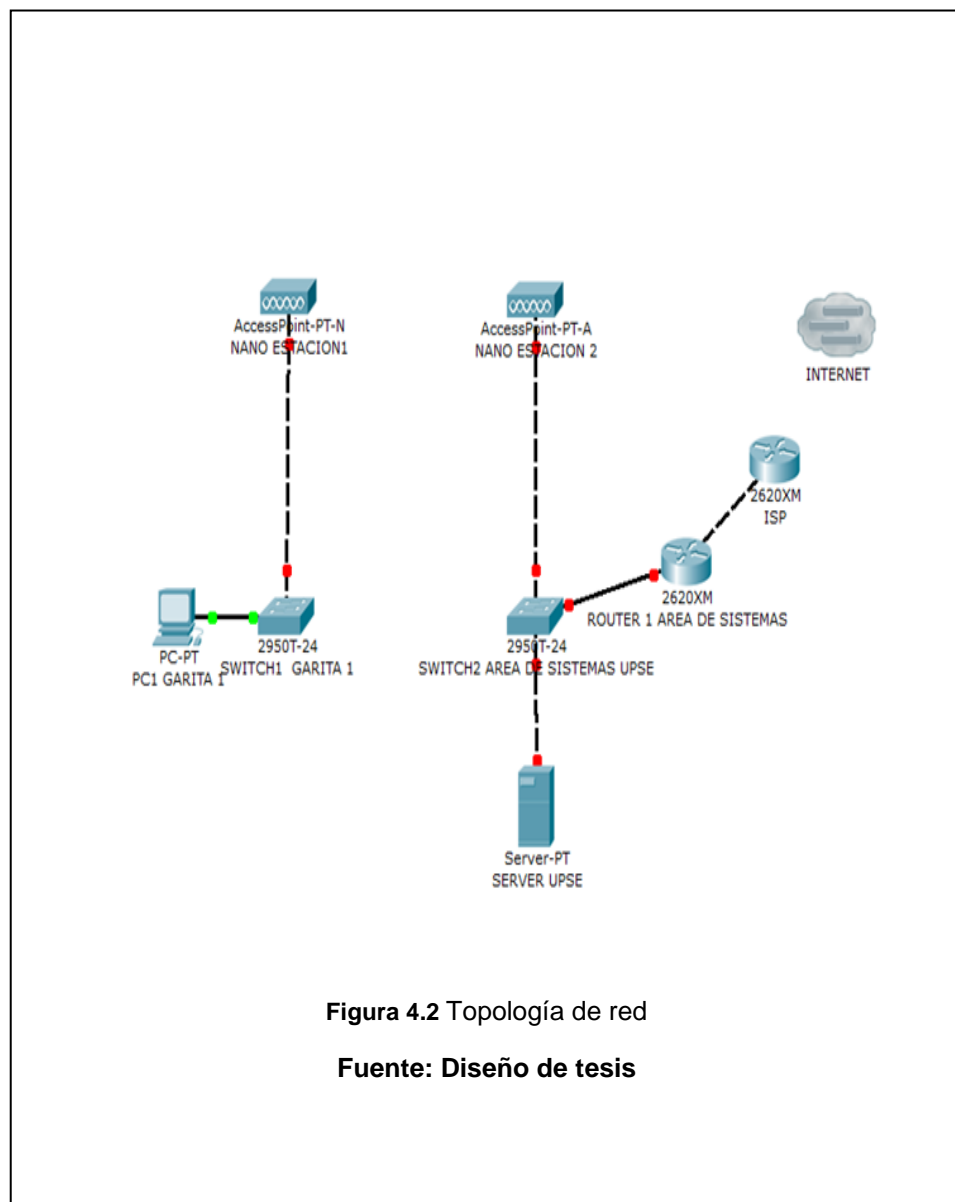 AccessPoint-PT-N
NANO ESTACION1
AccessPoint-PT-A
NANO ESTACION 2
INTERNET
2620XM
ISP
2620XM
ROUTER 1 AREA DE SISTEMAS
PC-PT
PC1 GARITA 1
2950T-24
SWITCH1 GARITA 1
2950T-24
SWITCH2 AREA DE SISTEMAS UPSE
Server-PT
SERVER UPSE
Figura 4.2 Topología de red
Fuente: Diseño de tesis